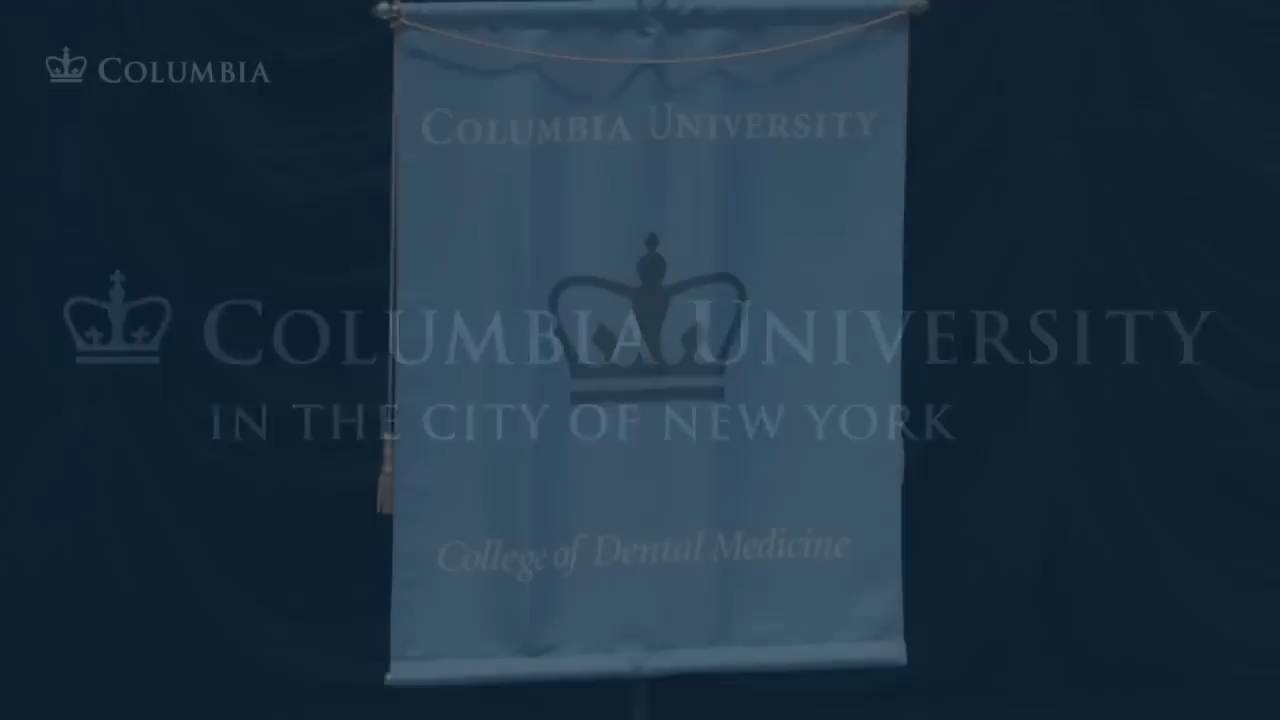 COLUMBIA
COLUMBIA UNIVERSITY
COLUMBIA UNIVERSITY
IN THE CITY OF NEW YORK
College of Dental Medicine